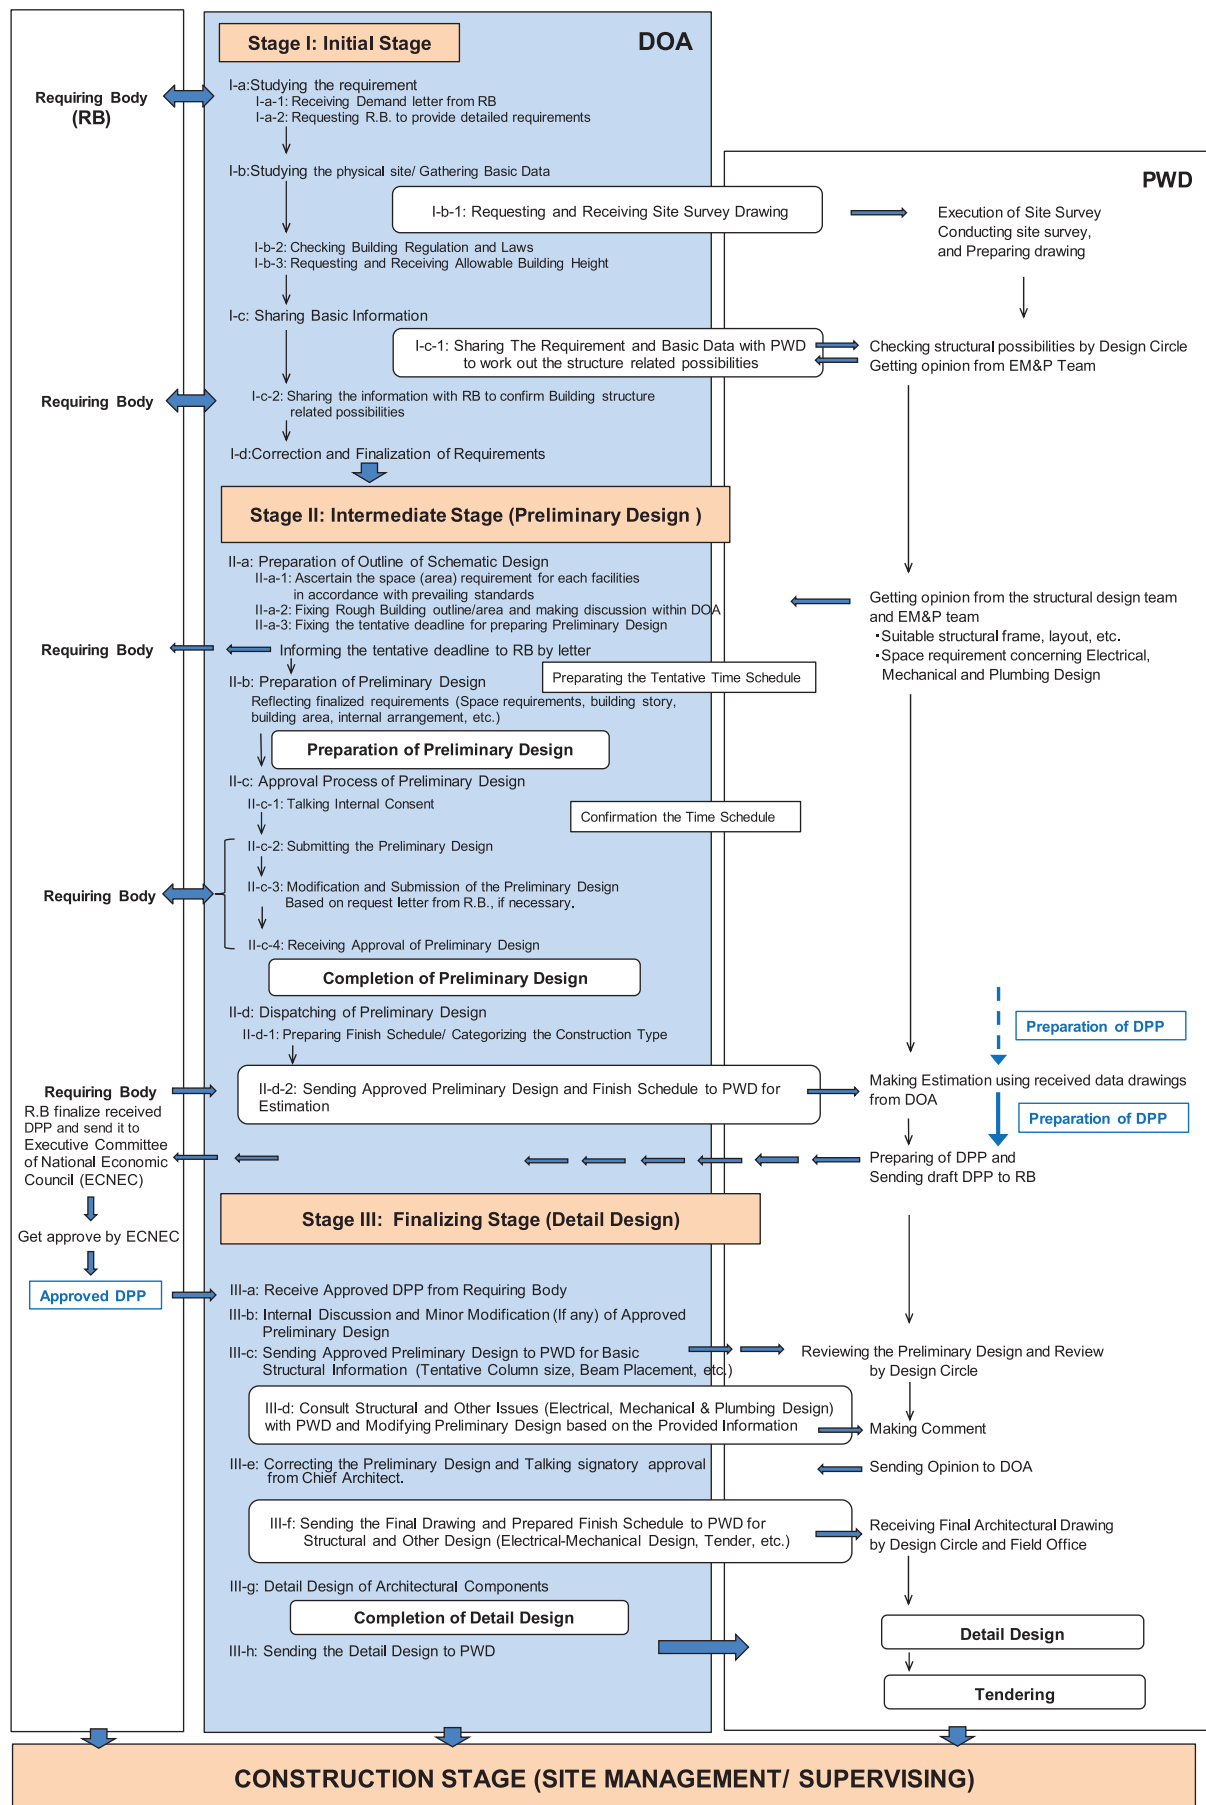 Stage I: Initial Stage
DOA
I-a:Studying the requirement
I-a-1: Receiving Demand letter from RB
I-a-2: Requesting R.B. to provide detailed requirements
Requiring Body
(RB)
I-b:Studying the physical site/ Gathering Basic Data
PWD
I-b-1: Requesting and Receiving Site Survey Drawing
Execution of Site Survey
Conducting site survey,
and Preparing drawing
I-b-2: Checking Building Regulation and Laws
I-b-3: Requesting and Receiving Allowable Building Height
I-c: Sharing Basic Information
I-c-1: Sharing The Requirement and Basic Data with PWD
to work out the structure related possibilities
Checking structural possibilities by Design Circle
Getting opinion from EM&P Team
Requiring Body
I-c-2: Sharing the information with RB to confirm Building structure
related possibilities
I-d:Correction and Finalization of Requirements
Stage II: Intermediate Stage (Preliminary Design )
II-a: Preparation of Outline of Schematic Design
II-a-1: Ascertain the space (area) requirement for each facilities
in accordance with prevailing standards
II-a-2: Fixing Rough Building outline/area and making discussion within DOA
II-a-3: Fixing the tentative deadline for preparing Preliminary Design
Getting opinion from the structural design team
and EM&P team
・Suitable structural frame, layout, etc.
・Space requirement concerning Electrical,
Mechanical and Plumbing Design
Requiring Body
Informing the tentative deadline to RB by letter
Preparing the Tentative Time Schedule
II-b: Preparation of Preliminary Design
Reflecting finalized requirements (Space requirements, building story,
building area, internal arrangement, etc.)
Preparation of Preliminary Design
II-c: Approval Process of Preliminary Design
II-c-1: Talking Internal Consent
Confirmation the Time Schedule
II-c-2: Submitting the Preliminary Design
Requiring Body
II-c-3: Modification and Submission of the Preliminary Design
Based on request letter from R.B., if necessary.
II-c-4: Receiving Approval of Preliminary Design
Completion of Preliminary Design
II-d: Dispatching of Preliminary Design
II-d-1: Preparing Finish Schedule/ Categorizing the Construction Type
Preparation of DPP
Requiring Body
II-d-2: Sending Approved Preliminary Design and Finish Schedule to PWD for
Estimation
Making Estimation using received data drawings
from DOA
Preparation of DPP
R.B finalize received
DPP and send it to
Executive Committee
of National Economic
Council (ECNEC)
Preparing of DPP and
Sending draft DPP to RB
Stage III: Finalizing Stage (Detail Design)
Get approve by ECNEC
Approved DPP
III-a: Receive Approved DPP from Requiring Body
III-b: Internal Discussion and Minor Modification (If any) of Approved
Preliminary Design
III-c: Sending Approved Preliminary Design to PWD for Basic
Structural Information (Tentative Column size, Beam Placement, etc.)
Reviewing the Preliminary Design and Review
by Design Circle
III-d: Consult Structural and Other Issues (Electrical, Mechanical & Plumbing Design)
with PWD and Modifying Preliminary Design based on the Provided Information
Making Comment
III-e: Correcting the Preliminary Design and Talking signatory approval
from Chief Architect.
Sending Opinion to DOA
III-f: Sending the Final Drawing and Prepared Finish Schedule to PWD for
Structural and Other Design (Electrical-Mechanical Design, Tender, etc.)
Receiving Final Architectural Drawing
by Design Circle and Field Office
III-g: Detail Design of Architectural Components
Completion of Detail Design
III-h: Sending the Detail Design to PWD
Detail Design
Tendering
CONSTRUCTION STAGE (SITE MANAGEMENT/ SUPERVISING)